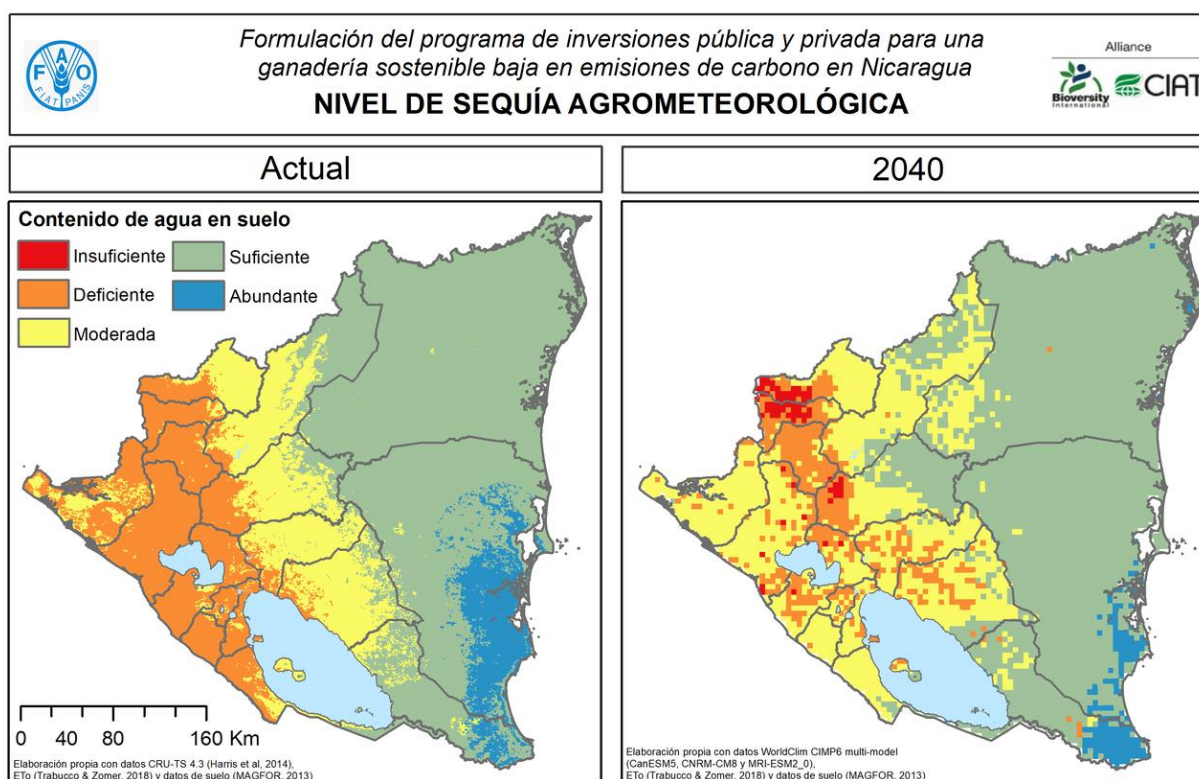 Formulación del programa de inversiones pública y privada para una
ganadería sostenible baja en emisiones de carbono en Nicaragua
NIVEL DE SEQUÍA AGROMETEOROLÓGICA
F A O
FIAT PANIS
Alliance
Bioversity
International
CIAT
Actual
2040
Contenido de agua en suelo
Insuficiente
Suficiente
Deficiente
Abundante
Moderada
0 40 80 160 Km
Elaboración propia con datos CRU-TS 4.3 (Harris et al, 2014),
ETo (Trabucco & Zomer, 2018) y datos de suelo (MAGFOR, 2013)
Elaboración propia con datos WorldClim CIMP6 multi-model
(CanESM5, CNRM-CM8 y MRI-ESM2_0),
ETo (Trabucco & Zomer, 2018) y datos de suelo (MAGFOR, 2013)